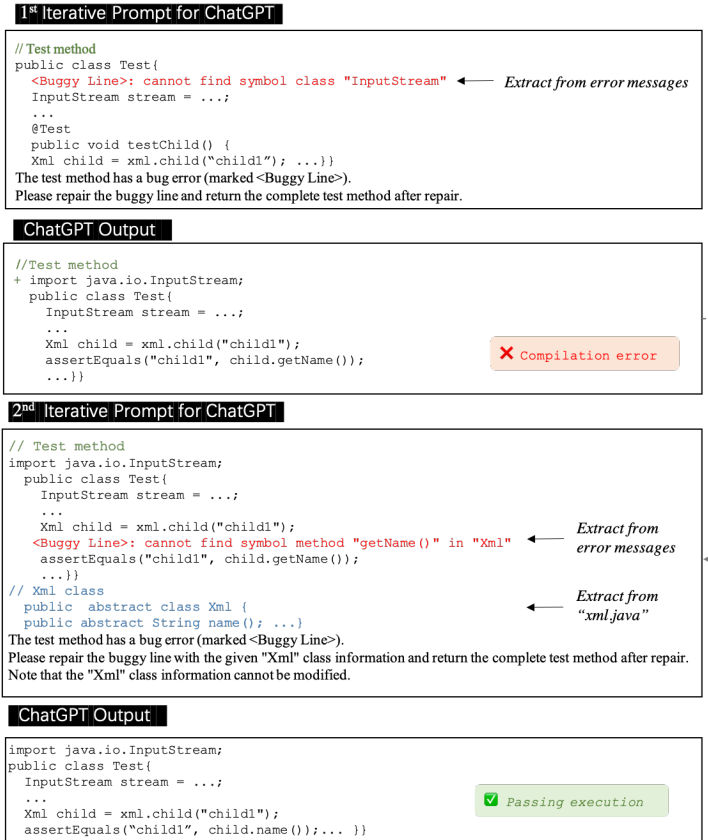 1st Iterative Prompt for ChatGPT
// Test method
public class Test{
<Buggy Line>: cannot find symbol class "InputStream"
Extract from error messages
InputStream stream = ...;
...
@Test
public void testChild() {
Xml child = xml.child(“child1”); ...}}
The test method has a bug error (marked <Buggy Line>).
Please repair the buggy line and return the complete test method after repair.
ChatGPT Output
//Test method
+ import java.io.InputStream;
public class Test{
InputStream stream = ...;
...
Xml child = xml.child("child1");
assertEquals("child1", child.getName());
...}}
Compilation error
2nd Iterative Prompt for ChatGPT
// Test method
import java.io.InputStream;
public class Test{
InputStream stream = ...;
...
Xml child = xml.child("child1");
<Buggy Line>: cannot find symbol method "getName()" in "Xml"
assertEquals("child1", child.getName());
...}}
Extract from
error messages
// Xml class
public abstract class Xml {
public abstract String name(); ...}
Extract from
“xml.java”
The test method has a bug error (marked <Buggy Line>).
Please repair the buggy line with the given "Xml" class information and return the complete test method after repair.
Note that the "Xml" class information cannot be modified.
ChatGPT Output
import java.io.InputStream;
public class Test{
InputStream stream = ...;
...
Xml child = xml.child("child1");
assertEquals(“child1”, child.name());... }}
Passing execution